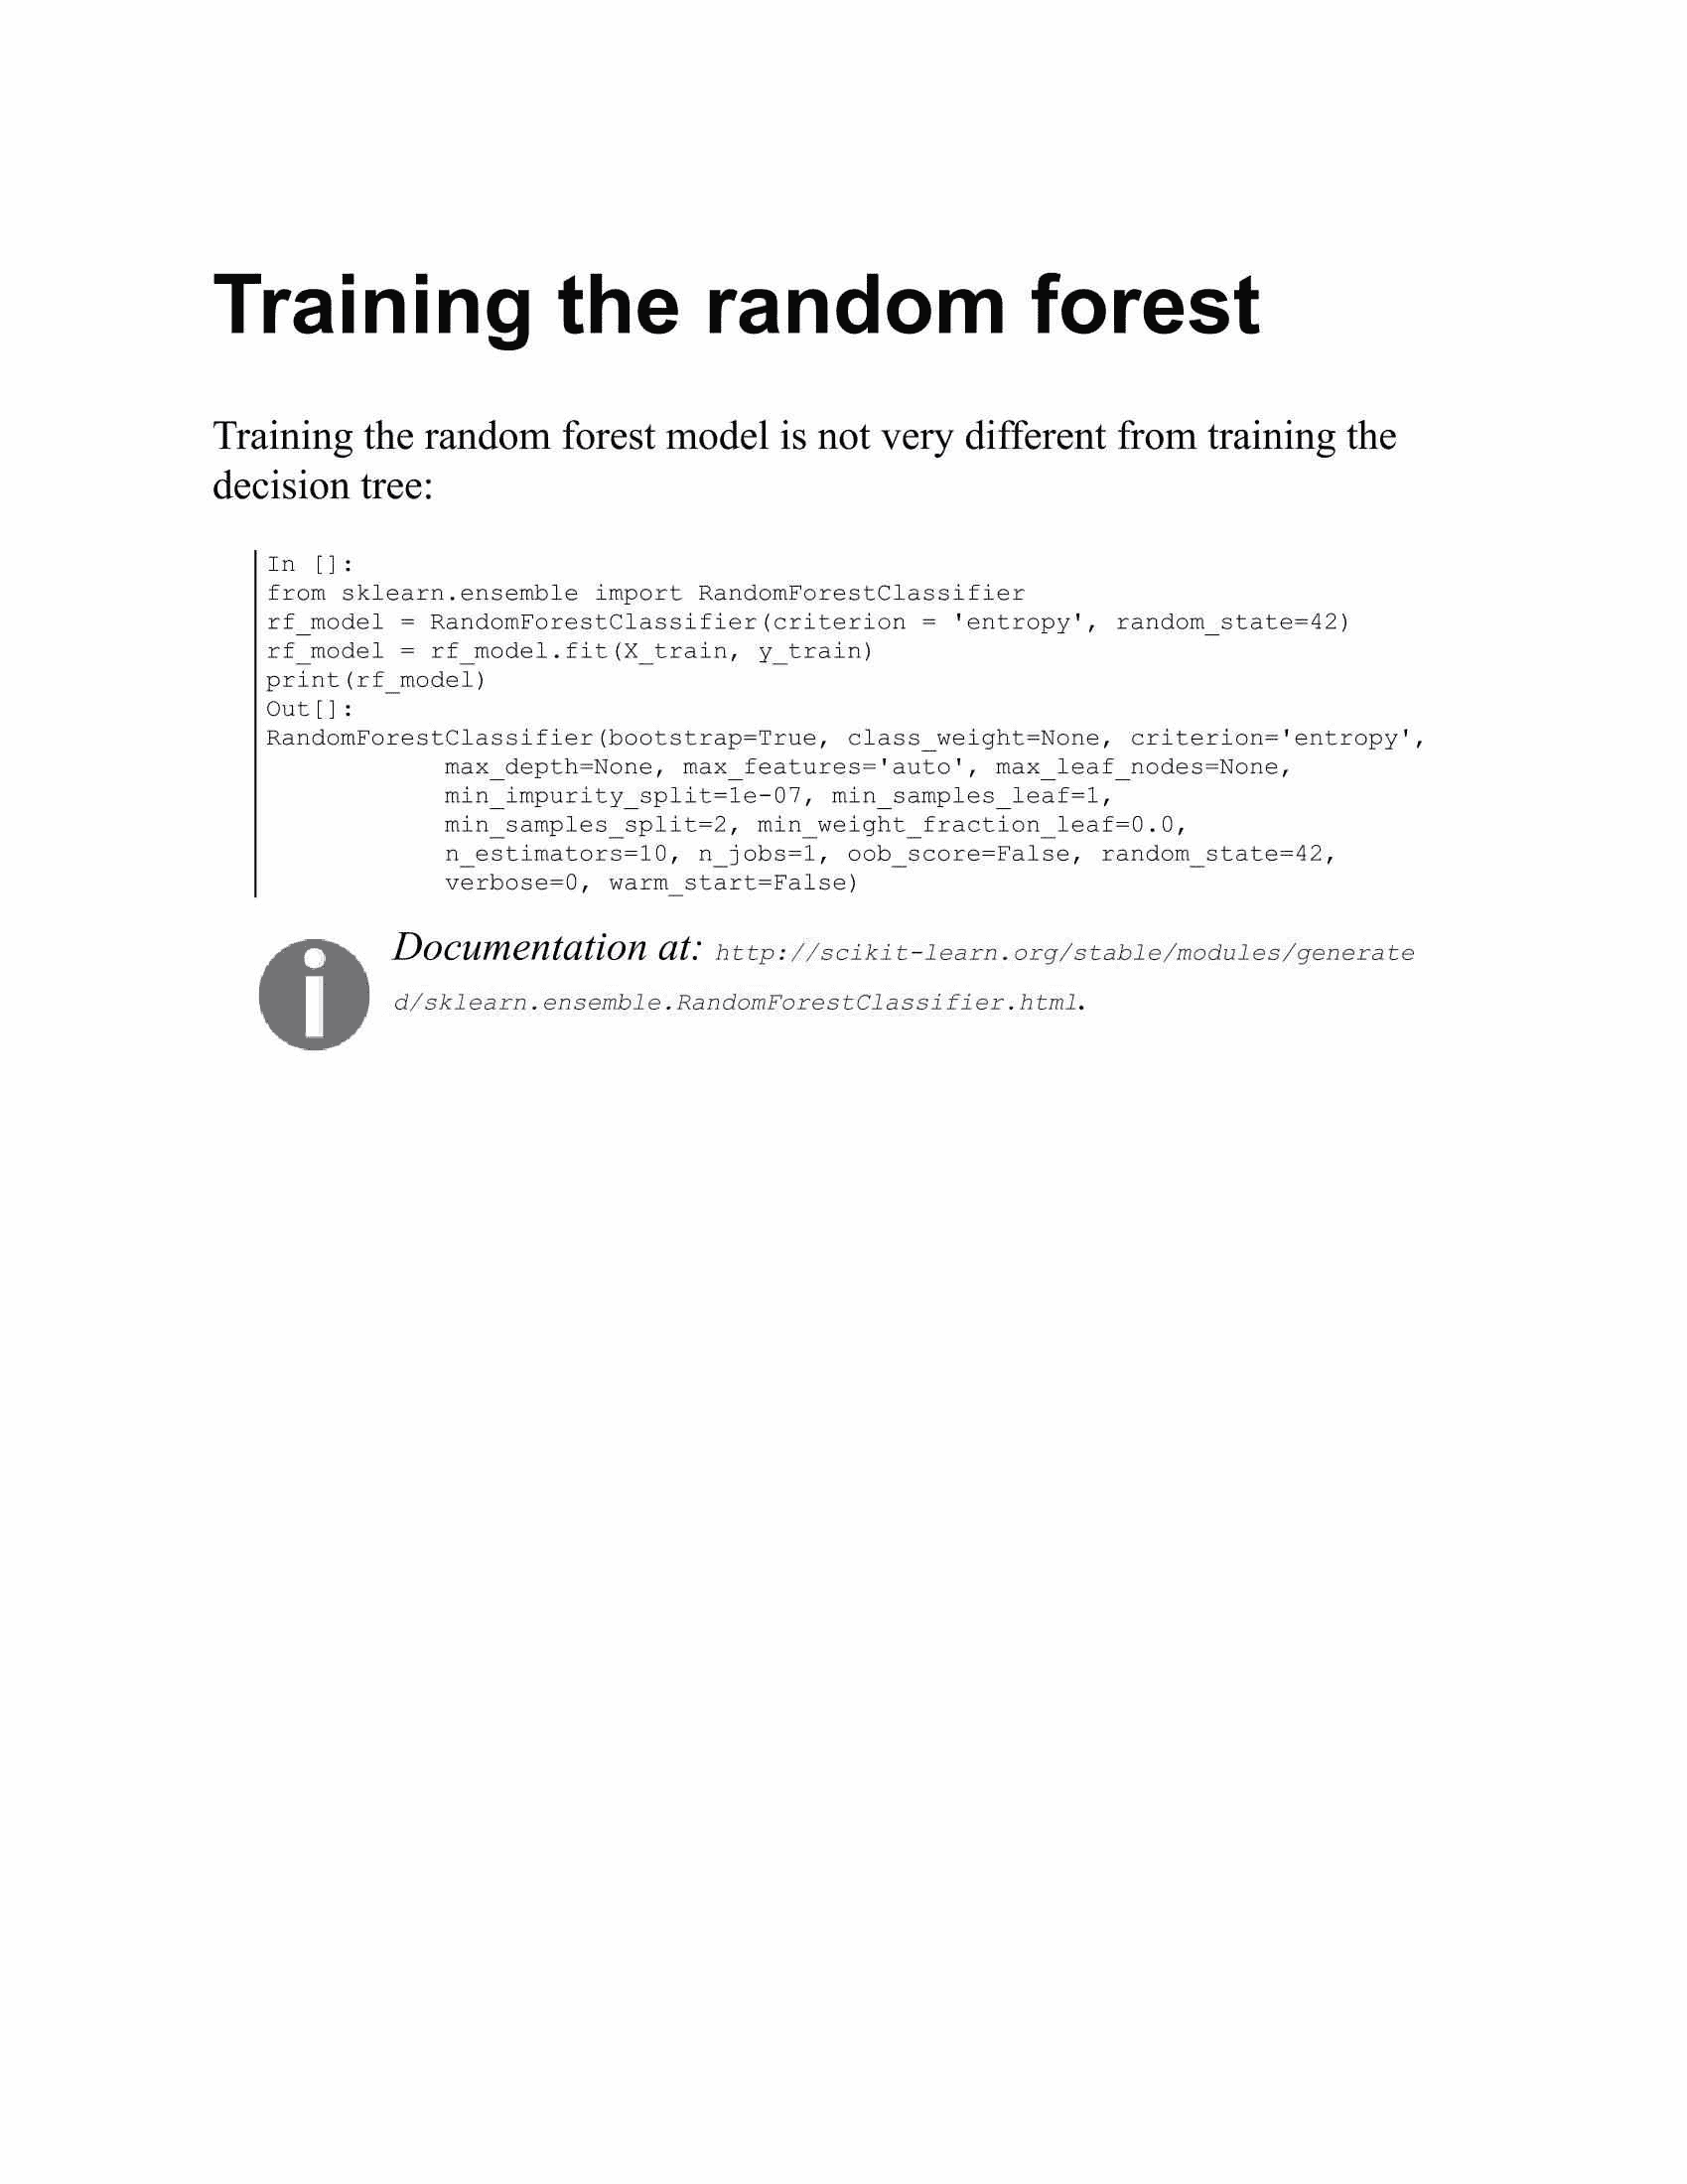 Training the random forest
Training the random forest model is not very different from training the
decision tree:
In []:
from sklearn.ensemble import RandomForestClassifier
rf_model = RandomForestClassifier(criterion = 'entropy', random_state=42)
rf_model = rf_model.fit(X_train, y_train)
print(rf_model)
Out[]:
RandomForestClassifier(bootstrap=True, class_weight=None, criterion='entropy',
            max_depth=None, max_features='auto', max_leaf_nodes=None,
            min_impurity_split=1e-07, min_samples_leaf=1,
            min_samples_split=2, min_weight_fraction_leaf=0.0,
            n_estimators=10, n_jobs=1, oob_score=False, random_state=42,
            verbose=0, warm_start=False)
Documentation at: http://scikit-learn.org/stable/modules/generate
d/sklearn.ensemble.RandomForestClassifier.html.